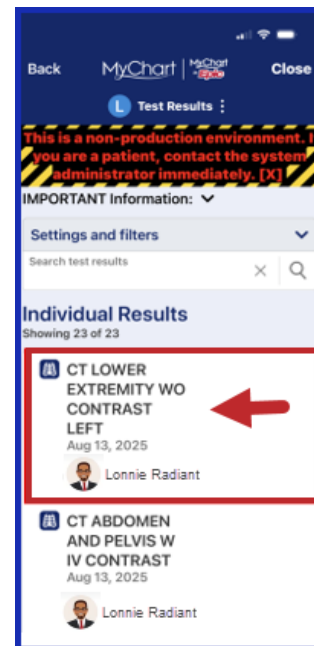 Back MyChart | MyChart Close
L Test Results
This is a non-production environment. I
you are a patient, contact the system
administrator immediately. [X]
IMPORTANT Information:
Settings and filters
Search test results
Individual Results
Showing 23 of 23
CT LOWER
EXTREMITY WO
CONTRAST
LEFT
Aug 13, 2025
Lonnie Radiant
CT ABDOMEN
AND PELVIS W
IV CONTRAST
Aug 13, 2025
Lonnie Radiant